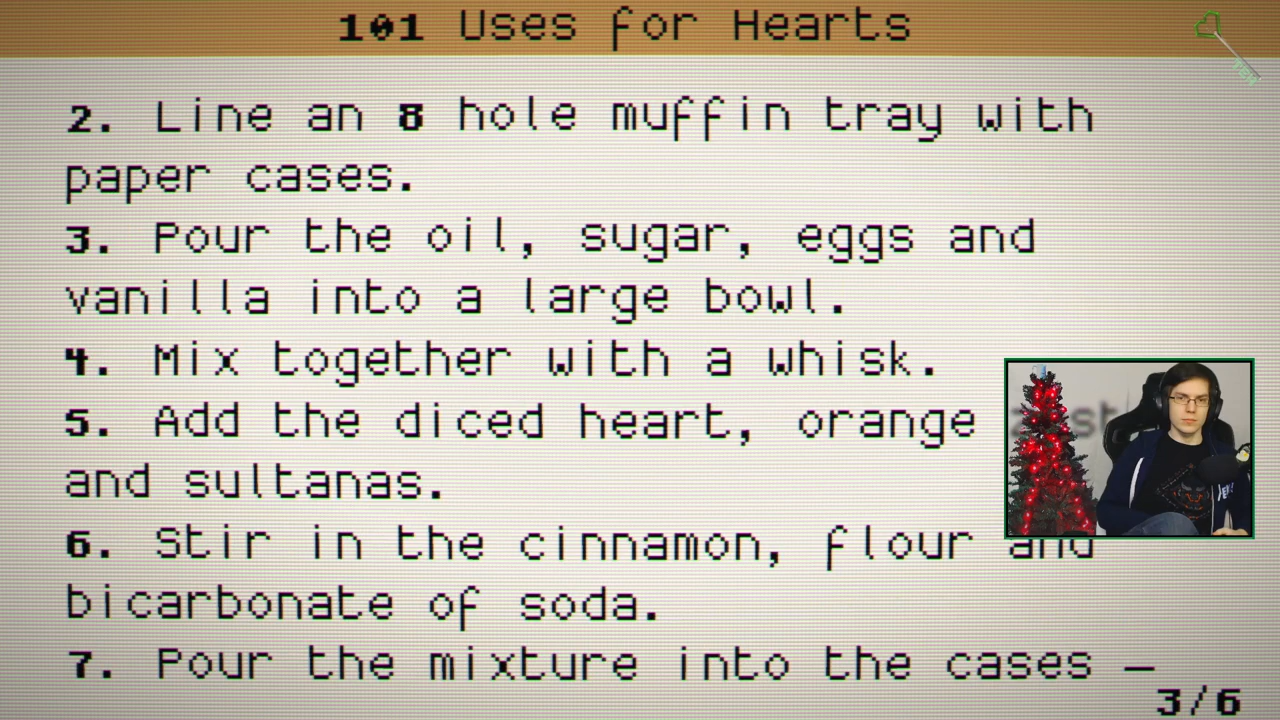 101 Uses for Hearts
2. Line an 8 hole muffin tray with
paper cases.
3. Pour the oil, sugar, eggs and
vanilla into a large bowl.
4. Mix together with a whisk.
5. Add the diced heart, orange
and sultanas.
6. Stir in the cinnamon, flour and
bicarbonate of soda.
7. Pour the mixture into the cases –
3/6